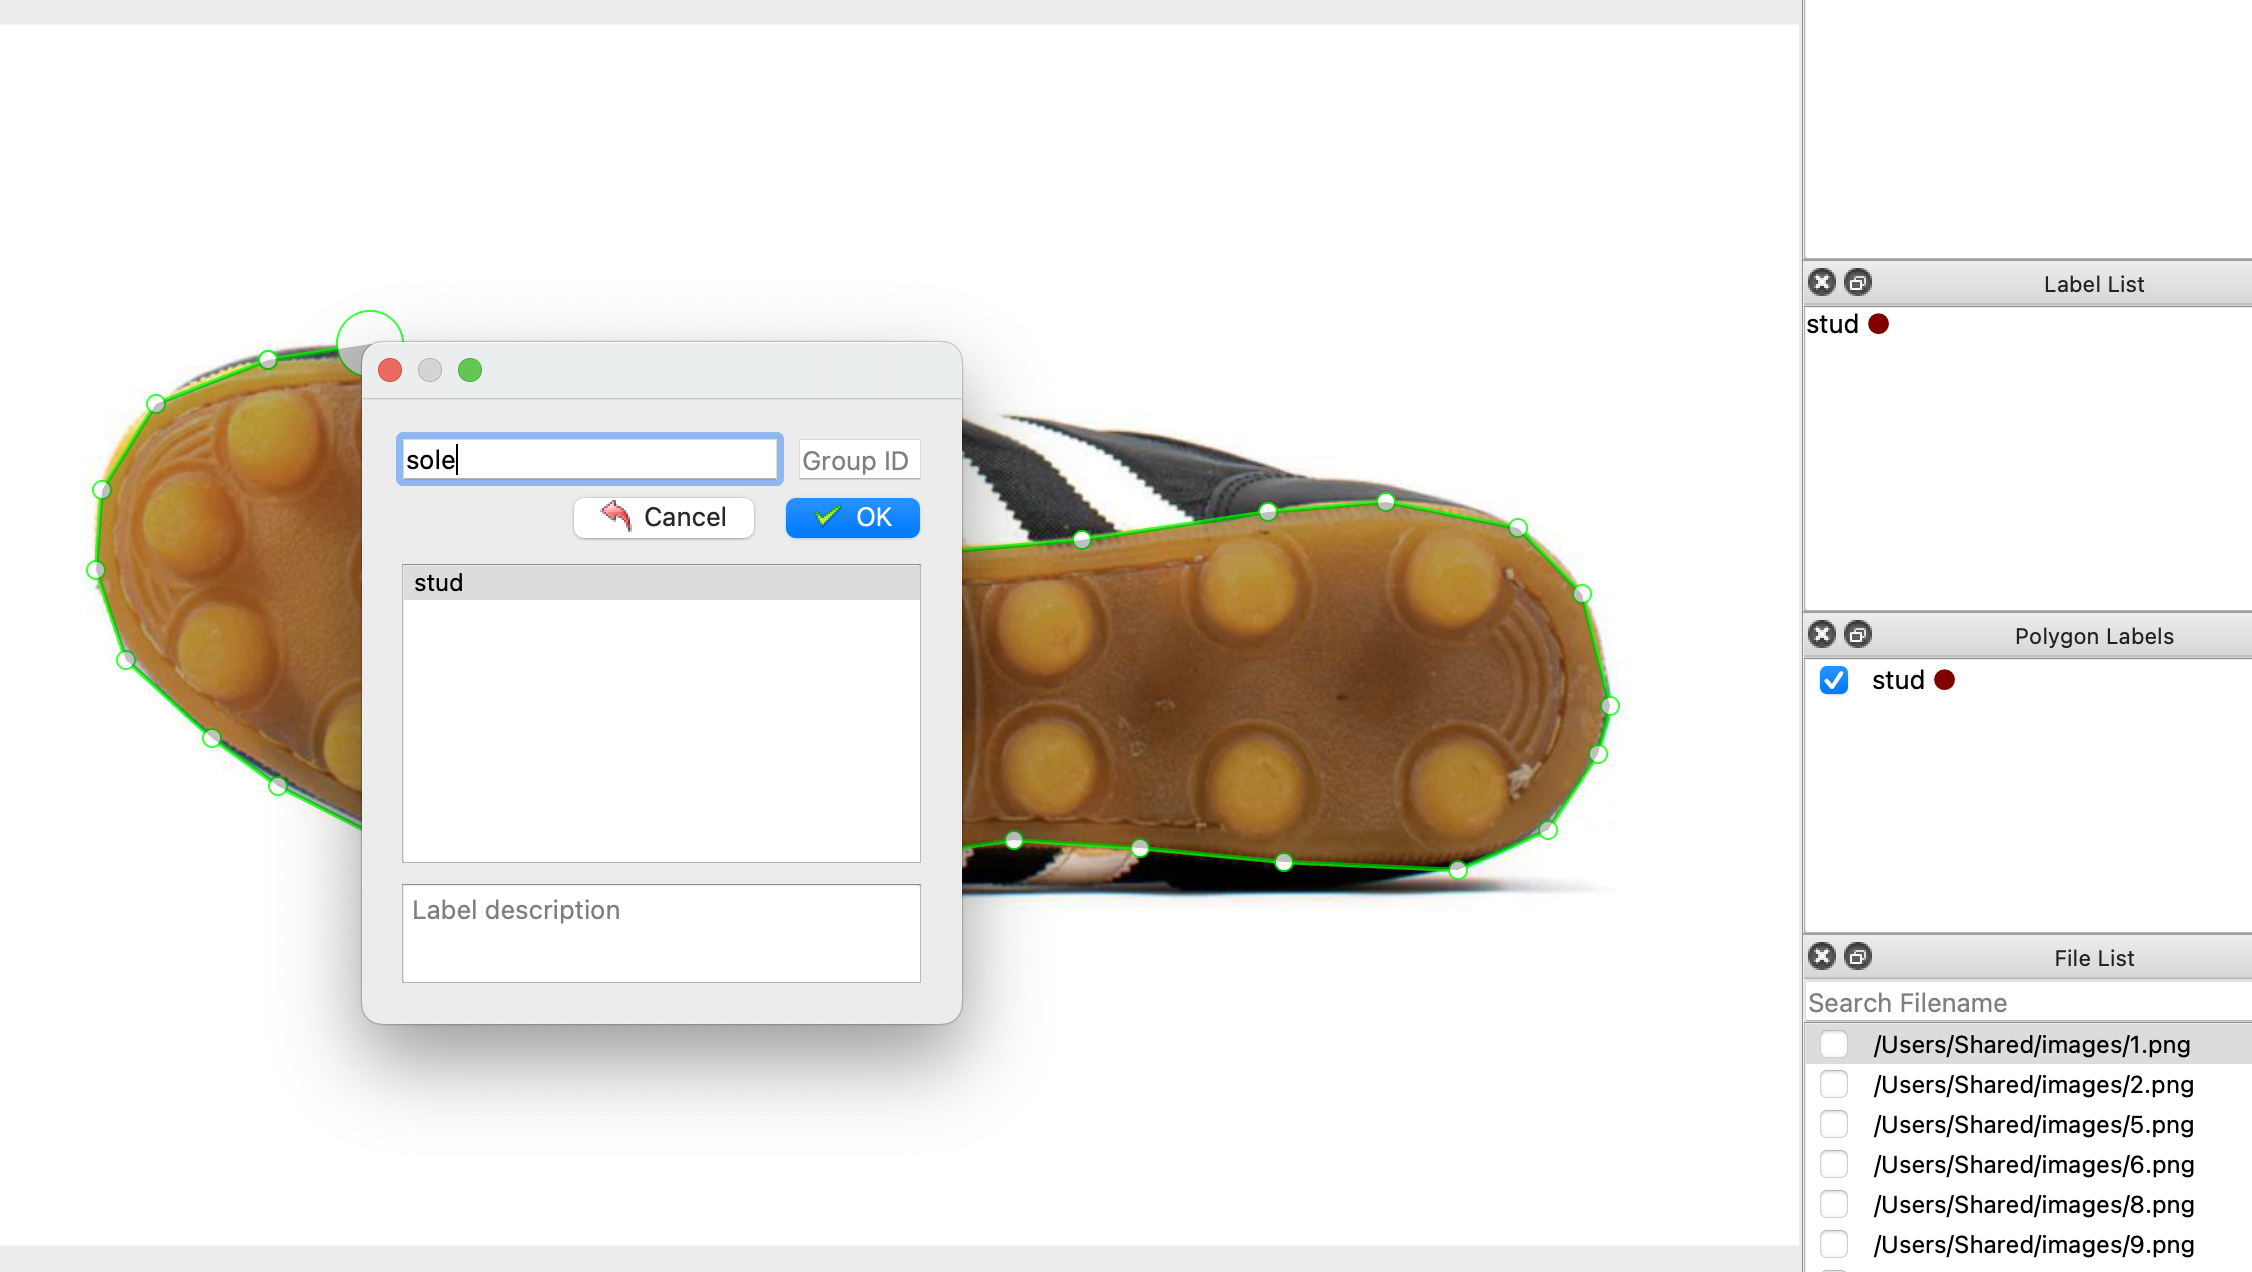 sole
Group ID
Cancel
OK
stud
Label description
Label List
stud
Polygon Labels
stud
File List
Search Filename
/Users/Shared/images/1.png
/Users/Shared/images/2.png
/Users/Shared/images/5.png
/Users/Shared/images/6.png
/Users/Shared/images/8.png
/Users/Shared/images/9.png